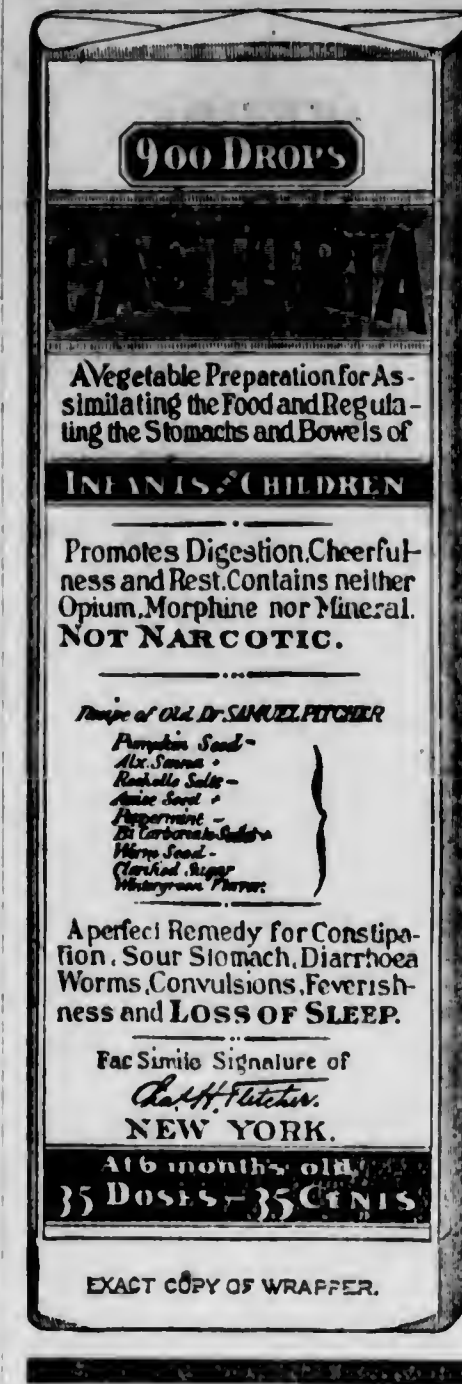 900 DROPS
CASTORIA
A Vegetable Preparation for As-
similating the Food and Regula-
ting the Stomachs and Bowels of
INFANTS AND CHILDREN
Promotes Digestion, Cheerful-
ness and Rest. Contains neither
Opium, Morphine nor Mineral.
NOT NARCOTIC.
Recipe of Old Dr. SAMUEL PITCHER
Pumpkin Seed -
Alx. Senna +
Rochelle Salts -
Anise Seed +
Peppermint -
Bi Carbonate Soda +
Worm Seed -
Clarified Sugar
Wintergreen Flavor.
A perfect Remedy for Constipa-
tion, Sour Stomach, Diarrhoea
Worms, Convulsions, Feverish-
ness and LOSS OF SLEEP.
Fac Simile Signature of
Chas. H. Fletcher.
NEW YORK.
At 6 months old
35 DOSES - 35 CENTS
EXACT COPY OF WRAPPER.